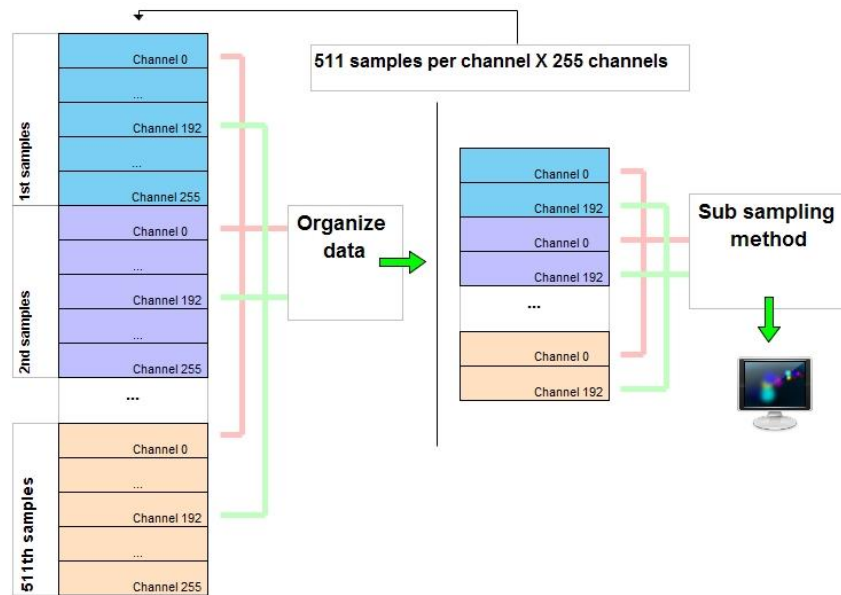 511 samples per channel X 255 channels
1st samples
Channel 0
...
Channel 192
...
Channel 255
2nd samples
Channel 0
...
Channel 192
...
Channel 255
...
511th samples
Channel 0
...
Channel 192
...
Channel 255
Organize
data
Channel 0
Channel 192
Channel 0
Channel 192
...
Channel 0
Channel 192
Sub sampling
method